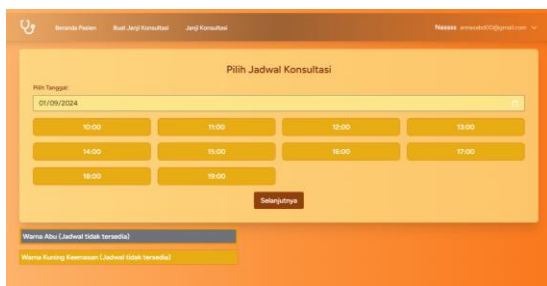 Beranda Pasien Buat Janji Konsultasi Janji Konsultasi Nassss
Pilih Jadwal Konsultasi
Pilih Tanggal:
01/09/2024
10:00 11:00 12:00 13:00
14:00 15:00 16:00 17:00
18:00 19:00
Selanjutnya
Warna Abu (Jadwal tidak tersedia)
Warna Kuning Keemasan (Jadwal tidak tersedia)